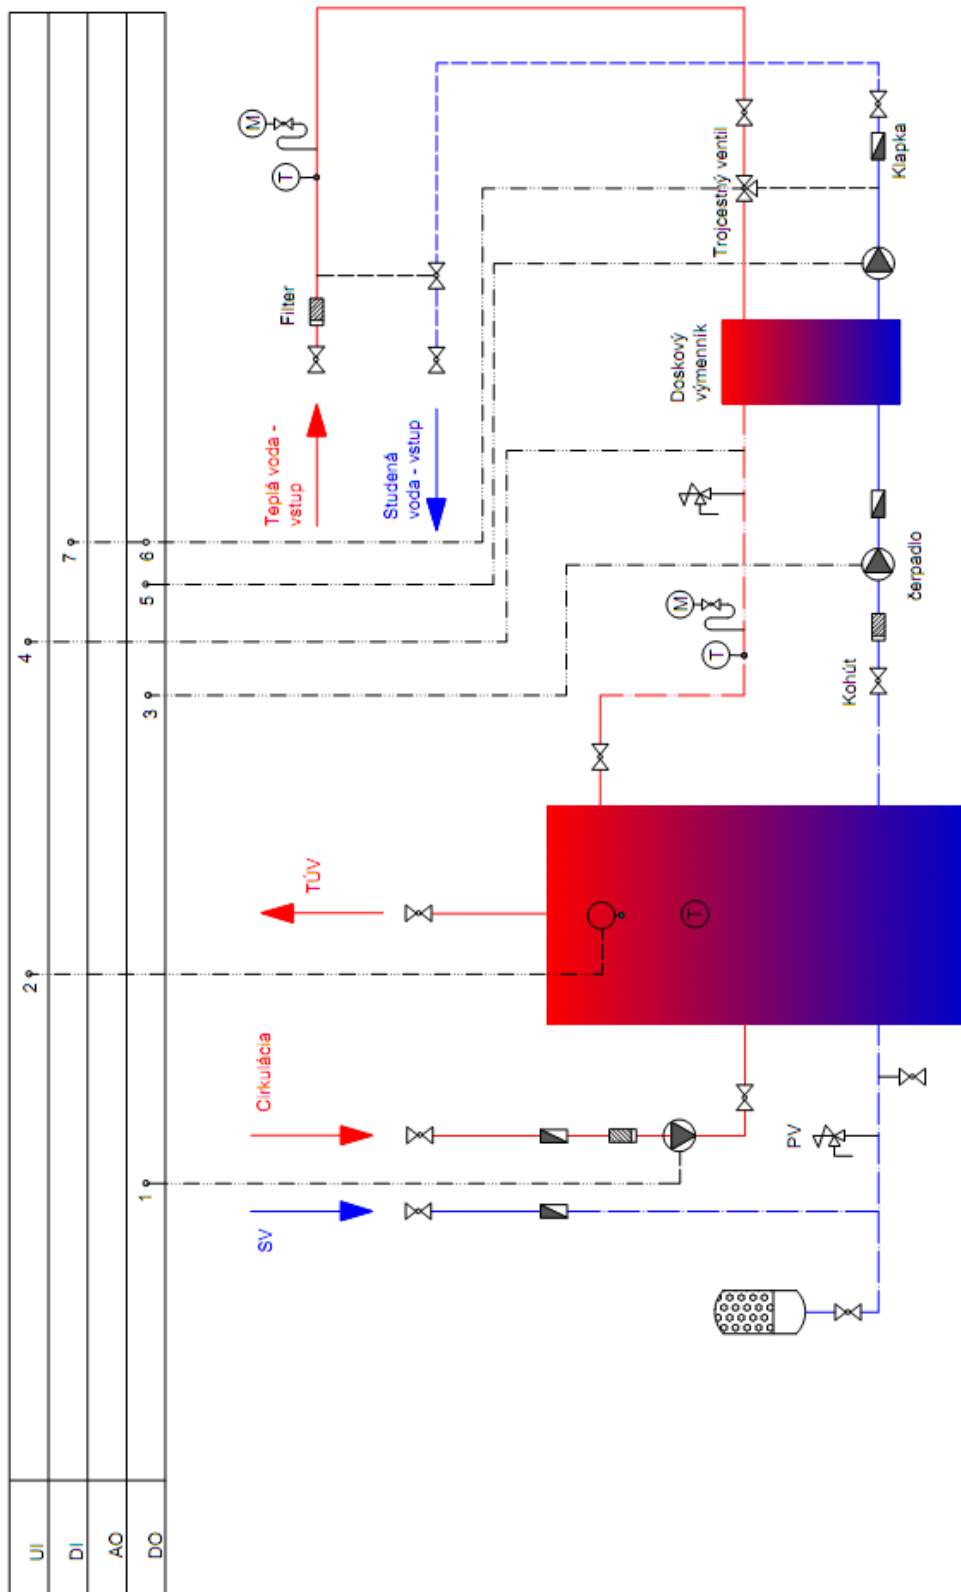 UI
DI
AO
DO
1
2
3
4
5
6
7
SV
Cirkulácia
TÚV
Teplá voda -
vstup
Studená
voda - vstup
Filter
M
T
T
M
T
PV
Kohút
čerpadlo
Doskový
výmenník
Trojcestný ventil
Klapka